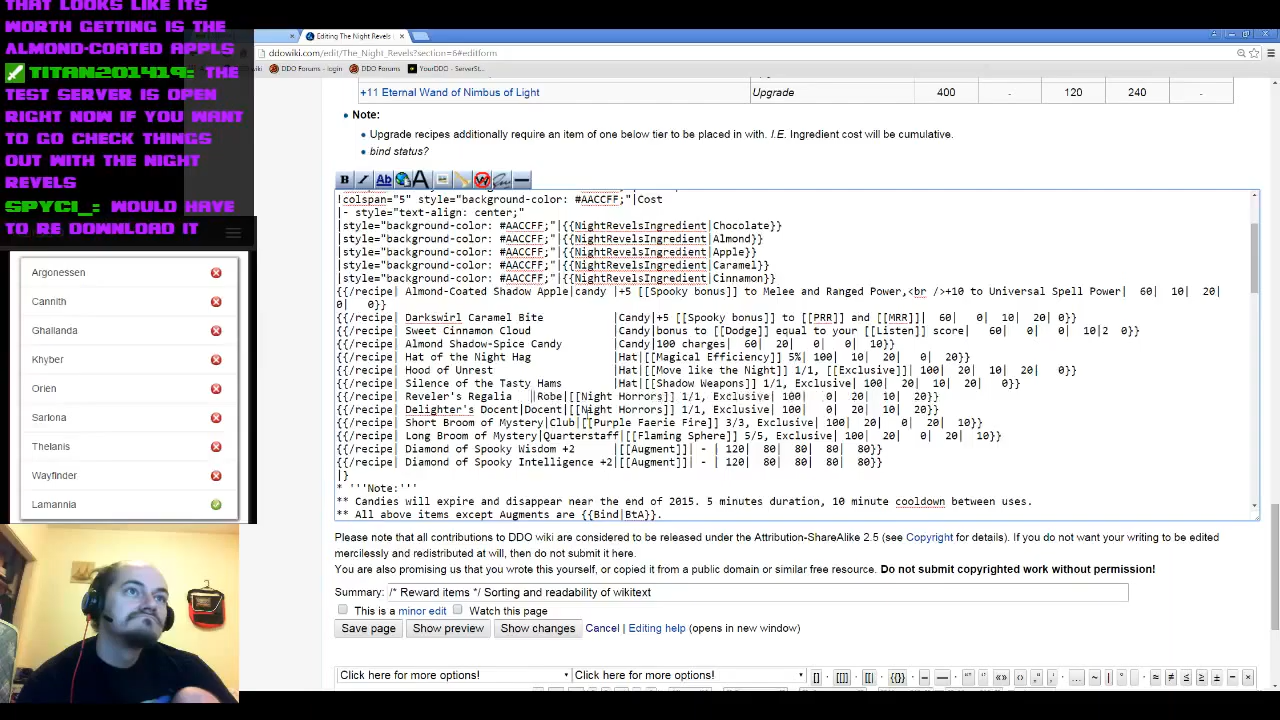 THAT LOOKS LIKE ITS
WORTH GETTING IS THE
ALMOND-COATED APPLS
TITAN201419: THE
TEST SERVER IS OPEN
RIGHT NOW IF YOU WANT
TO GO CHECK THINGS
OUT WITH THE NIGHT
REVELS
SPYCI_: WOULD HAVE
TO RE DOWNLOAD IT
Argonessen
Cannith
Ghallanda
Khyber
Orien
Sarlona
Thelanis
Wayfinder
Lamannia
Editing The Night Revels
ddowiki.com/edit/The_Night_Revels?section=6#editform
DDO Forums - login
DDO Forums
YourDDO - ServerSt...
+11 Eternal Wand of Nimbus of Light Upgrade 400 - 120 240 -
Note:
Upgrade recipes additionally require an item of one below tier to be placed in with. I.E. Ingredient cost will be cumulative.
bind status?
|colspan="5" style="background-color: #AACCFF;"|Cost
|- style="text-align: center;"
|style="background-color: #AACCFF;"|{{NightRevelsIngredient|Chocolate}}
|style="background-color: #AACCFF;"|{{NightRevelsIngredient|Almond}}
|style="background-color: #AACCFF;"|{{NightRevelsIngredient|Apple}}
|style="background-color: #AACCFF;"|{{NightRevelsIngredient|Caramel}}
|style="background-color: #AACCFF;"|{{NightRevelsIngredient|Cinnamon}}
{{/recipe| Almond-Coated Shadow Apple|candy |+5 [[Spooky bonus]] to Melee and Ranged Power,<br />+10 to Universal Spell Power| 60| 10| 20|
0| 0}}
{{/recipe| Darkswirl Caramel Bite |Candy|+5 [[Spooky bonus]] to [[PRR]] and [[MRR]]| 60| 0| 10| 20| 0}}
{{/recipe| Sweet Cinnamon Cloud |Candy|bonus to [[Dodge]] equal to your [[Listen]] score| 60| 0| 0| 10|2 0}}
{{/recipe| Almond Shadow-Spice Candy |Candy|100 charges| 60| 20| 0| 0| 10}}
{{/recipe| Hat of the Night Hag |Hat|[[Magical Efficiency]] 5%| 100| 10| 20| 0| 20}}
{{/recipe| Hood of Unrest |Hat|[[Move like the Night]] 1/1, [[Exclusive]]| 100| 20| 10| 20| 0}}
{{/recipe| Silence of the Tasty Hams |Hat|[[Shadow Weapons]] 1/1, Exclusive| 100| 20| 10| 20| 0}}
{{/recipe| Reveler's Regalia |Robe|[[Night Horrors]] 1/1, Exclusive| 100| 0| 20| 10| 20}}
{{/recipe| Delighter's Docent|Docent|[[Night Horrors]] 1/1, Exclusive| 100| 0| 20| 10| 20}}
{{/recipe| Short Broom of Mystery|Club|[[Purple Faerie Fire]] 3/3, Exclusive| 100| 20| 0| 20| 10}}
{{/recipe| Long Broom of Mystery|Quarterstaff|[[Flaming Sphere]] 5/5, Exclusive| 100| 20| 0| 20| 10}}
{{/recipe| Diamond of Spooky Wisdom +2 |[[Augment]]| - | 120| 80| 80| 80| 80}}
{{/recipe| Diamond of Spooky Intelligence +2|[[Augment]]| - | 120| 80| 80| 80| 80}}
|}
* '''Note:'''
** Candies will expire and disappear near the end of 2015. 5 minute duration, 10 minute cooldown between uses.
** All above items except Augments are {{Bind|BtA}}.
Please note that all contributions to DDO wiki are considered to be released under the Attribution-ShareAlike 2.5 (see Copyright for details). If you do not want your writing to be edited
mercilessly and redistributed at will, then do not submit it here.
You are also promising us that you wrote this yourself, or copied it from a public domain or similar free resource. Do not submit copyrighted work without permission!
Summary: /* Reward items */ Sorting and readability of wikitext
This is a minor edit Watch this page
Save page Show preview Show changes Cancel | Editing help (opens in new window)
Click here for more options! Click here for more options!